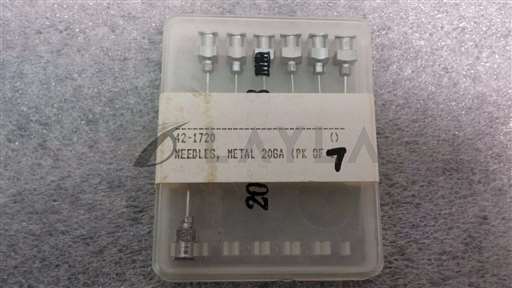 42-1720 ()
NEEDLES, METAL 20GA (PK OF 7
20